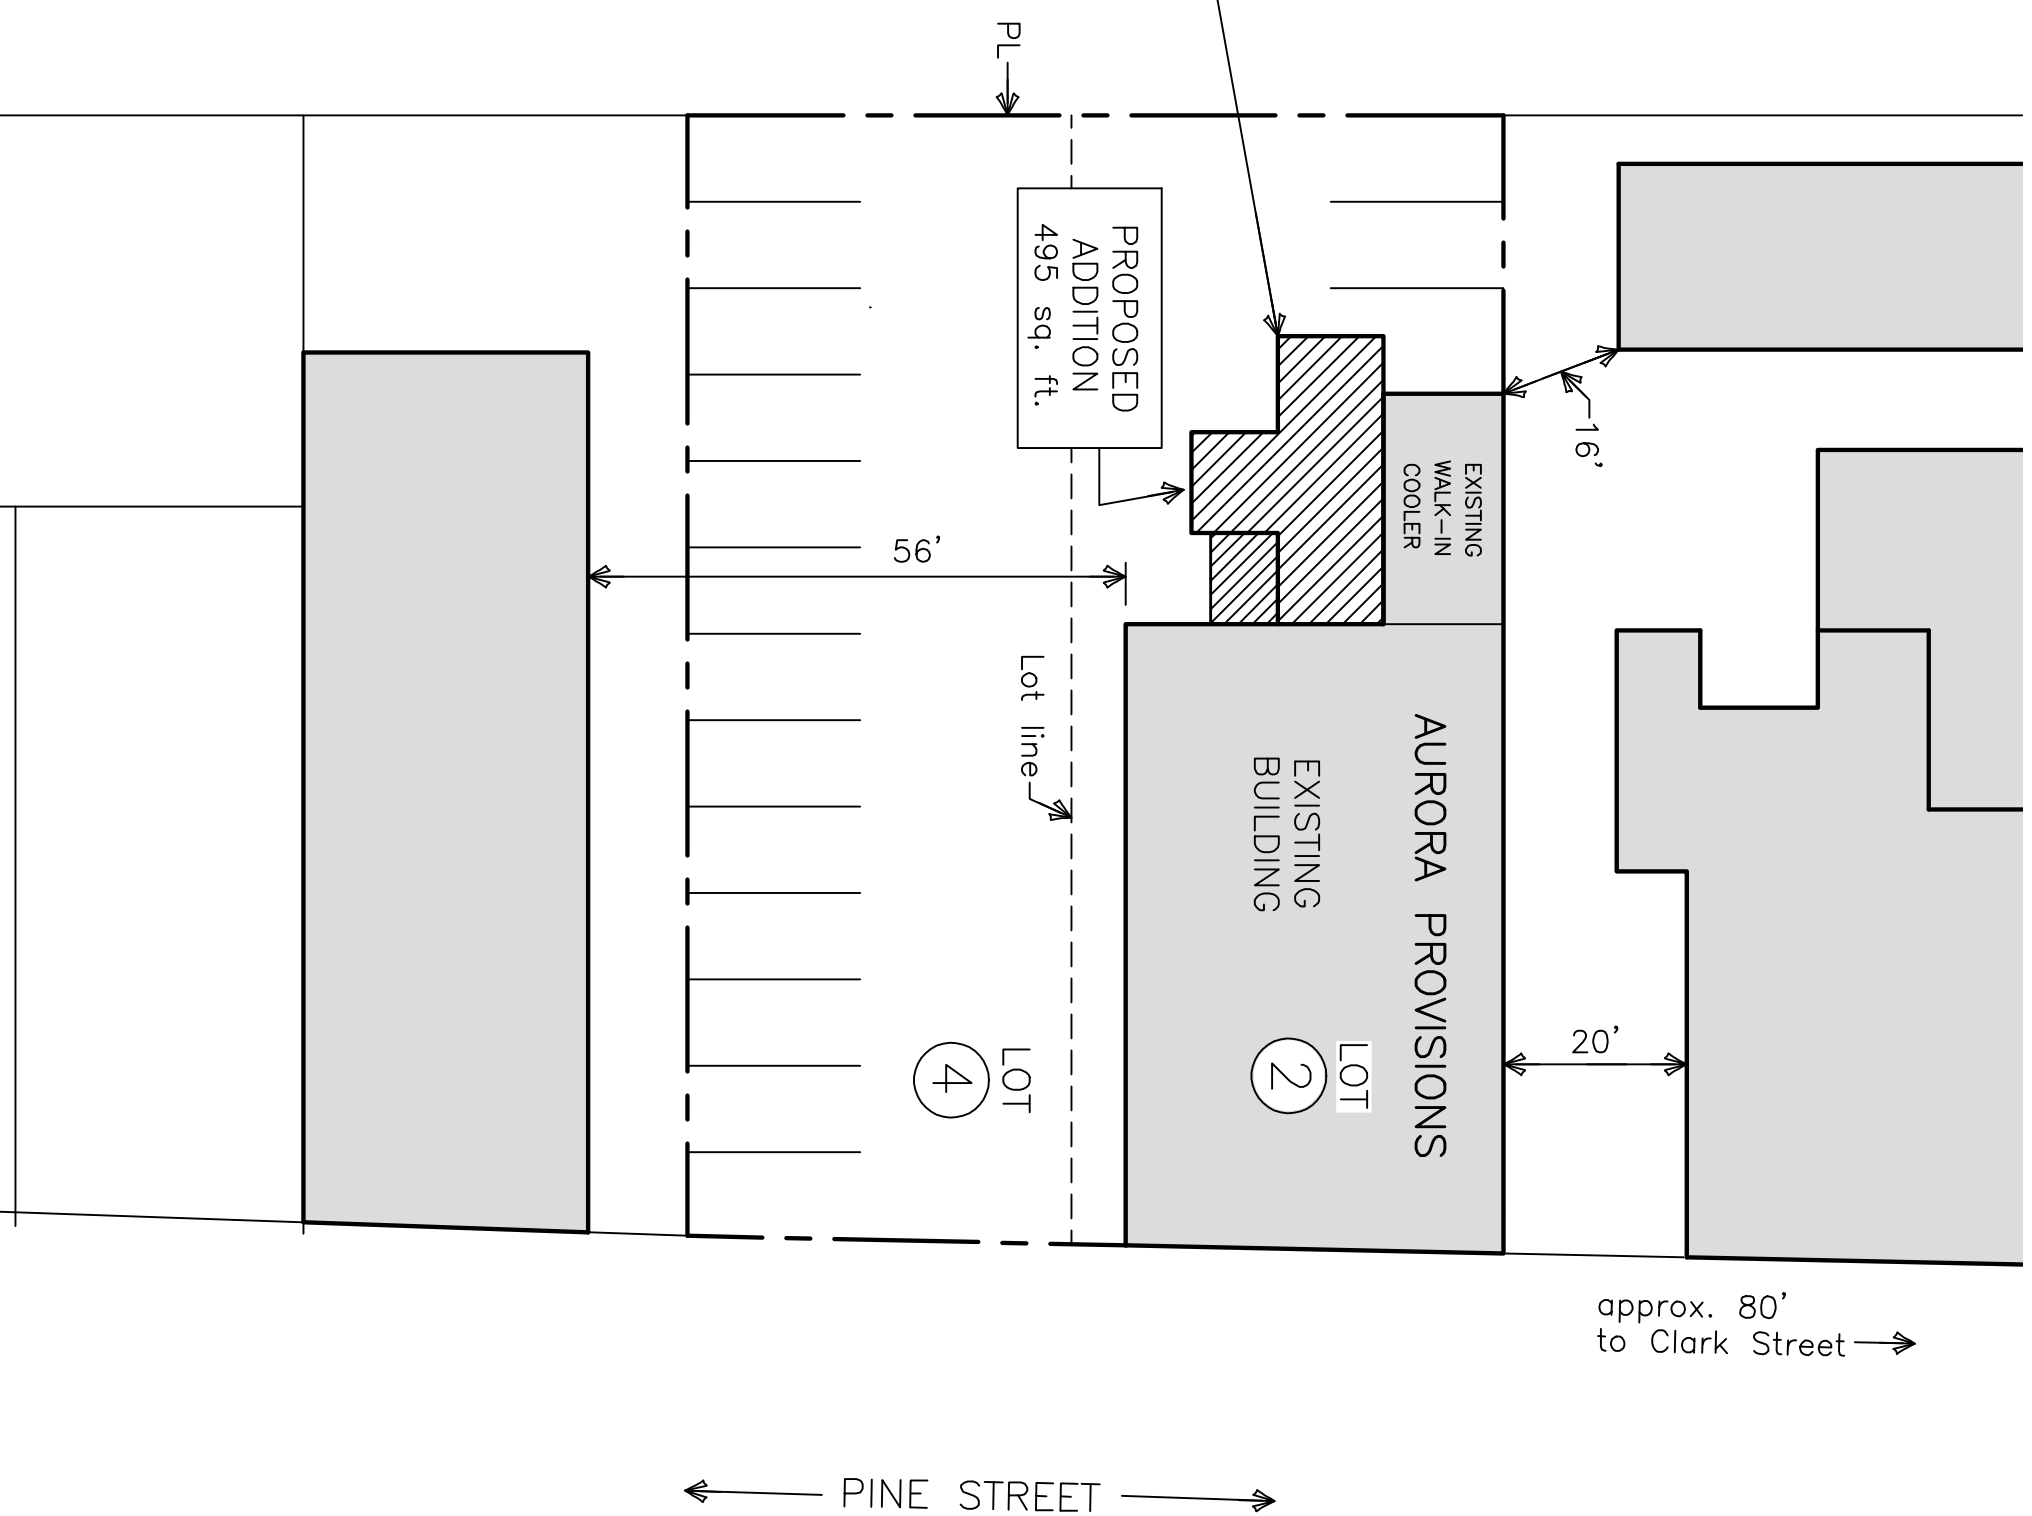 PL
PROPOSED
ADDITION
495 sq. ft.
16'
EXISTING
WALK-IN
COOLER
56'
Lot line
AURORA PROVISIONS
EXISTING
BUILDING
LOT
2
LOT
4
20'
approx. 80'
to Clark Street
PINE STREET